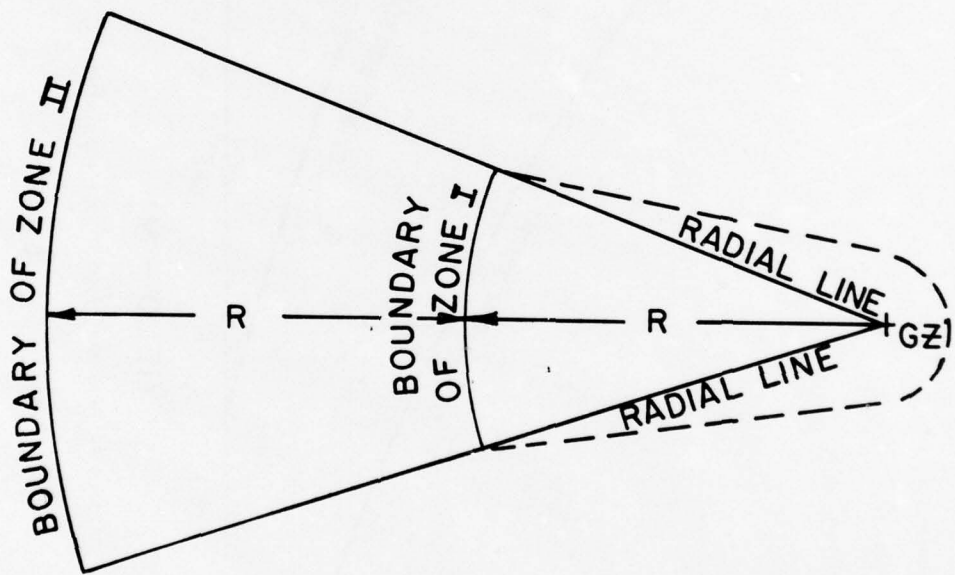 BOUNDARY OF ZONE II
BOUNDARY
OF ZONE I
RADIAL LINE
R
R
GZ
RADIAL LINE